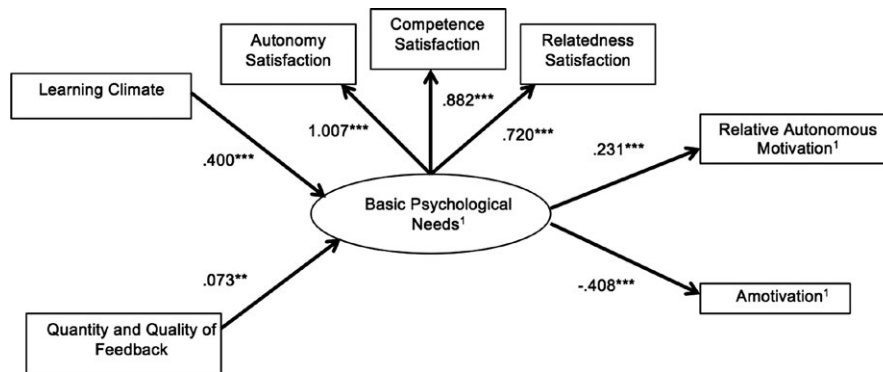 Competence
Satisfaction
Autonomy
Satisfaction
Relatedness
Satisfaction
Learning Climate
.882***
1.007***
.720***
Relative Autonomous
Motivation¹
.231***
.400***
Basic Psychological
Needs¹
.073**
-.408***
Amotivation¹
Quantity and Quality of
Feedback